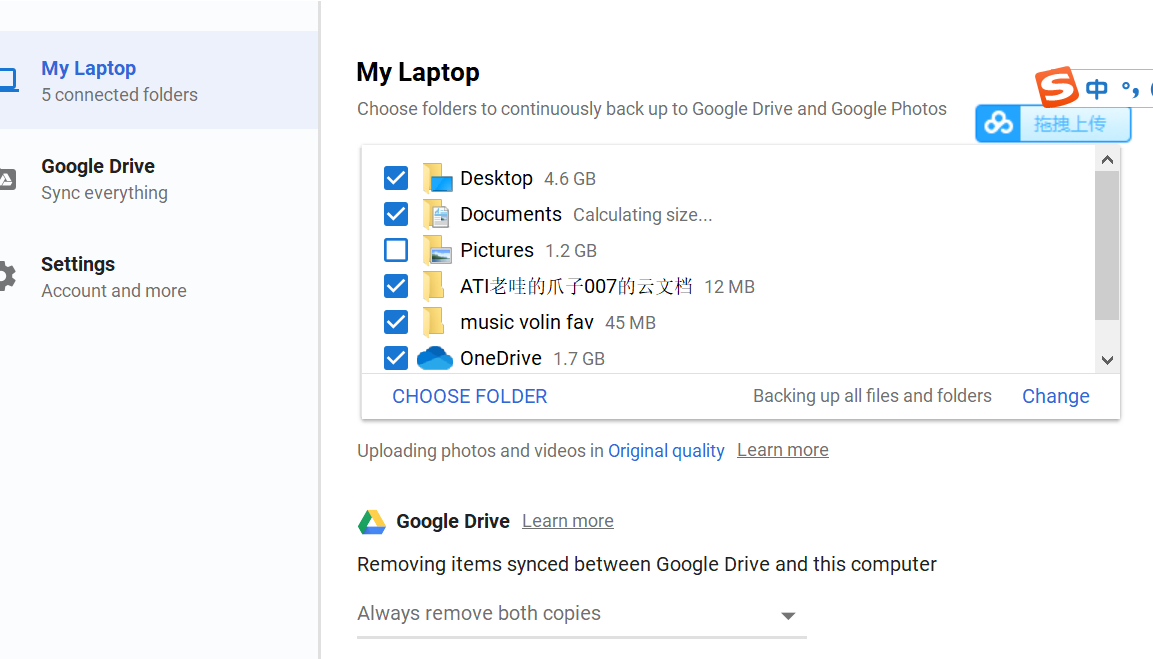 My Laptop
5 connected folders
Google Drive
Sync everything
Settings
Account and more
My Laptop
Choose folders to continuously back up to Google Drive and Google Photos
中 °,
拖拽上传
Desktop 4.6 GB
Documents Calculating size...
Pictures 1.2 GB
ATI老哇的爪子007的云文档 12 MB
music volin fav 45 MB
OneDrive 1.7 GB
CHOOSE FOLDER Backing up all files and folders Change
Uploading photos and videos in Original quality Learn more
Google Drive Learn more
Removing items synced between Google Drive and this computer
Always remove both copies